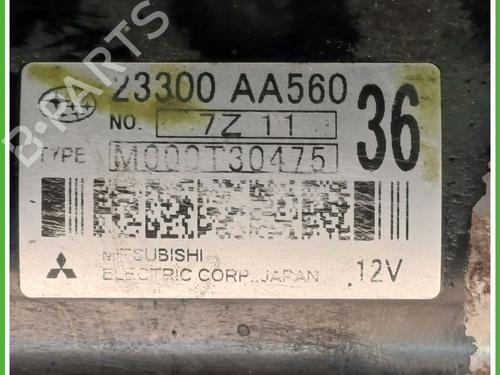 23300 AA560
NO. 7Z 11
36
TYPE M000T30475
MITSUBISHI
ELECTRIC CORP., JAPAN 12V
B-PARTS